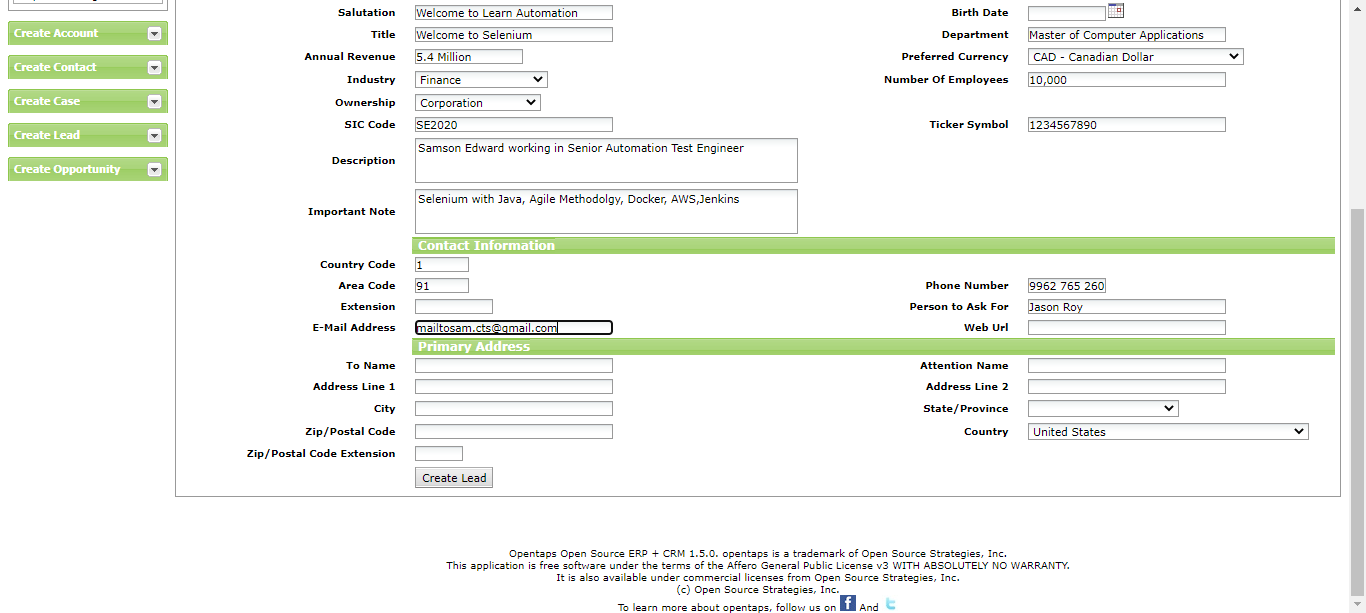 Salutation Welcome to Learn Automation Birth Date
Create Account Title Welcome to Selenium Department Master of Computer Applications
Annual Revenue 5.4 Million Preferred Currency CAD - Canadian Dollar
Create Contact Industry Finance Number Of Employees 10,000
Create Case Ownership Corporation
SIC Code SE2020 Ticker Symbol 1234567890
Create Lead
Description Samson Edward working in Senior Automation Test Engineer
Create Opportunity
Important Note Selenium with Java, Agile Methodolgy, Docker, AWS,Jenkins
Contact Information
Country Code 1
Area Code 91 Phone Number 9962 765 260
Extension Person to Ask For Jason Roy
E-Mail Address mailtosam.cts@gmail.com Web Url
Primary Address
To Name Attention Name
Address Line 1 Address Line 2
City State/Province
Zip/Postal Code Country United States
Zip/Postal Code Extension
Create Lead
Opentaps Open Source ERP + CRM 1.5.0. opentaps is a trademark of Open Source Strategies, Inc.
This application is free software under the terms of the Affero General Public License v3 WITH ABSOLUTELY NO WARRANTY.
It is also available under commercial licenses from Open Source Strategies, Inc.
(c) Open Source Strategies, Inc.
To learn more about opentaps, follow us on f And t